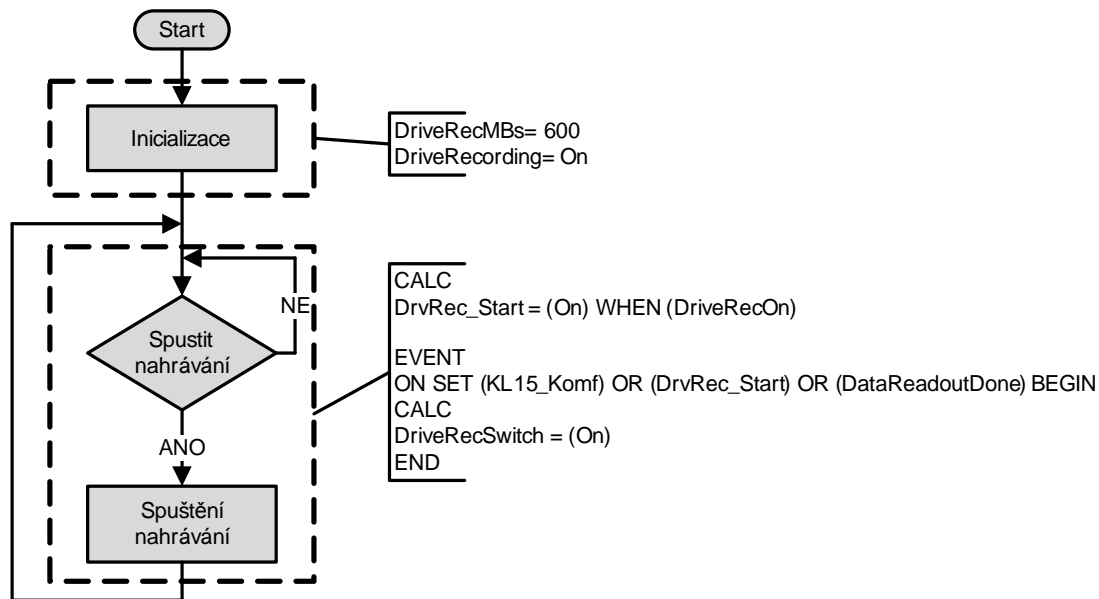 Start
Inicializace
DriveRecMBs= 600
DriveRecording= On
NE
Spustit
nahrávání
ANO
Spuštění
nahrávání
CALC
DrvRec_Start = (On) WHEN (DriveRecOn)
EVENT
ON SET (KL15_Komf) OR (DrvRec_Start) OR (DataReadoutDone) BEGIN
CALC
DriveRecSwitch = (On)
END